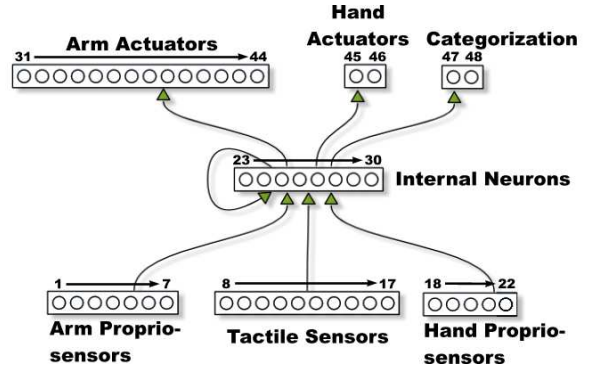 Hand
Arm Actuators Actuators Categorization
31 44 45 46 47 48
23 30
Internal Neurons
1 7 8 17 18 22
Arm Proprio-
sensors
Tactile Sensors
Hand Proprio-
sensors